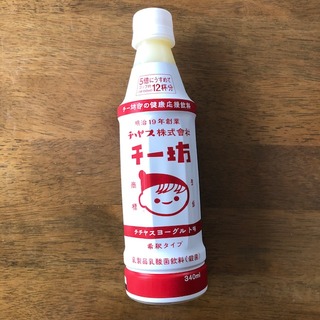 5倍にうすめて
12杯分
チー坊印の健康応援飲料
明治19年創業
チチヤス株式會社
チー坊
チチヤスヨーグルト味
希釈タイプ
乳製品乳酸菌飲料(殺菌)
340ml